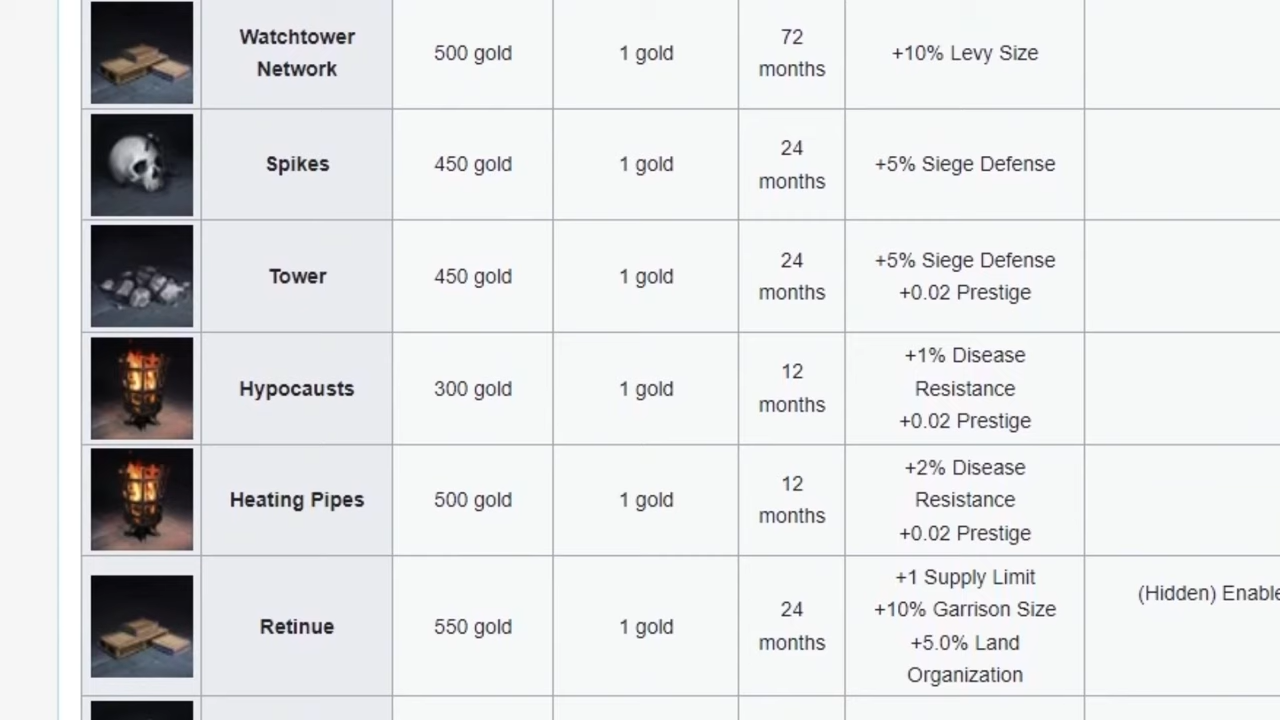 Watchtower
Network
500 gold
1 gold
72
months
+10% Levy Size
Spikes
450 gold
1 gold
24
months
+5% Siege Defense
Tower
450 gold
1 gold
24
months
+5% Siege Defense
+0.02 Prestige
Hypocausts
300 gold
1 gold
12
months
+1% Disease
Resistance
+0.02 Prestige
Heating Pipes
500 gold
1 gold
12
months
+2% Disease
Resistance
+0.02 Prestige
Retinue
550 gold
1 gold
24
months
+1 Supply Limit
+10% Garrison Size
+5.0% Land
Organization
(Hidden) Enable